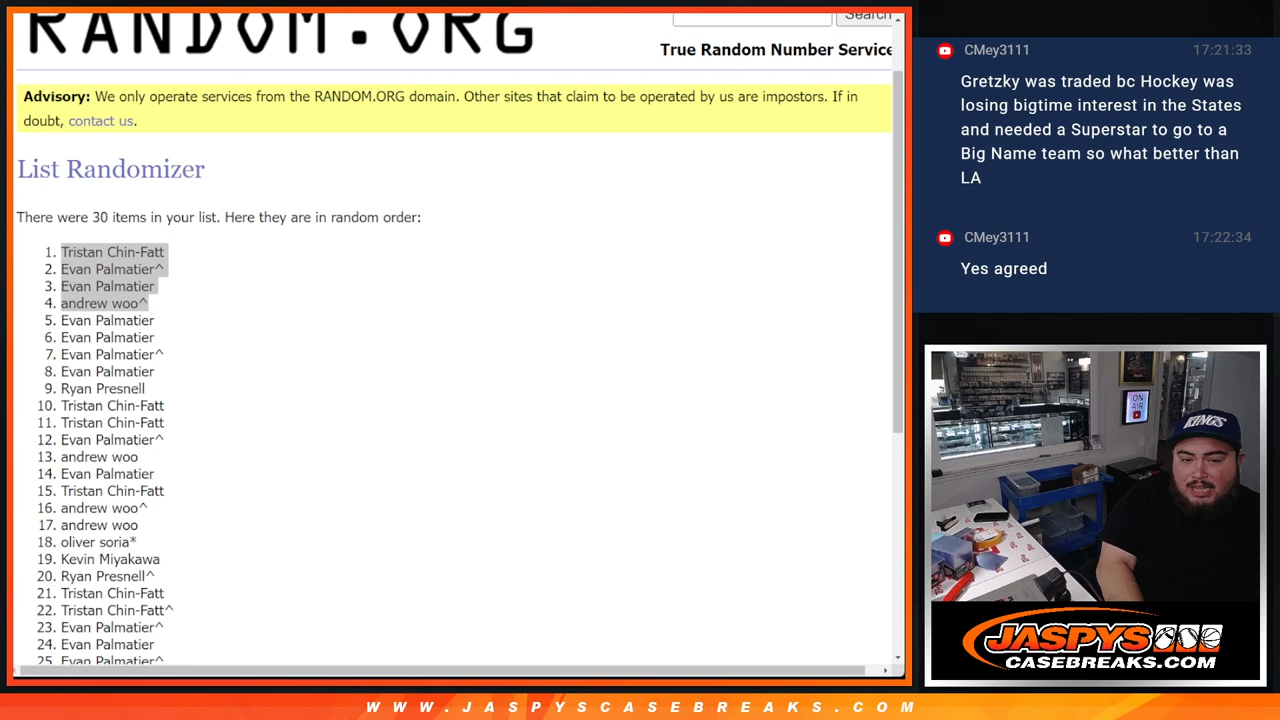 RANDOM.ORG
Search
True Random Number Service
Advisory: We only operate services from the RANDOM.ORG domain. Other sites that claim to be operated by us are impostors. If in
doubt, contact us.
List Randomizer
There were 30 items in your list. Here they are in random order:
1. Tristan Chin-Fatt
2. Evan Palmatier^
3. Evan Palmatier
4. andrew woo^
5. Evan Palmatier
6. Evan Palmatier
7. Evan Palmatier^
8. Evan Palmatier
9. Ryan Presnell
10. Tristan Chin-Fatt
11. Tristan Chin-Fatt
12. Evan Palmatier^
13. andrew woo
14. Evan Palmatier
15. Tristan Chin-Fatt
16. andrew woo^
17. andrew woo
18. oliver soria*
19. Kevin Miyakawa
20. Ryan Presnell^
21. Tristan Chin-Fatt
22. Tristan Chin-Fatt^
23. Evan Palmatier^
24. Evan Palmatier
25. Evan Palmatier^
CMey3111 17:21:33
Gretzky was traded bc Hockey was
losing bigtime interest in the States
and needed a Superstar to go to a
Big Name team so what better than
LA
CMey3111 17:22:34
Yes agreed
ON
AIR
KINGS
JASPYS
CASEBREAKS.COM
WWW.JASPYSCASEBREAKS.COM